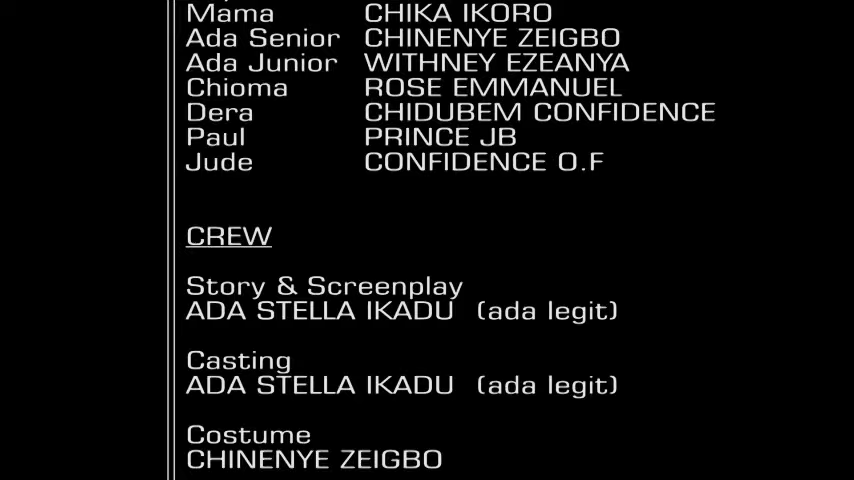 Mama CHIKA IKORO
Ada Senior CHINENYE ZEIGBO
Ada Junior WITHNEY EZEANYA
Chioma ROSE EMMANUEL
Dera CHIDUBEM CONFIDENCE
Paul PRINCE JB
Jude CONFIDENCE O.F
CREW
Story & Screenplay
ADA STELLA IKADU (ada legit)
Casting
ADA STELLA IKADU (ada legit)
Costume
CHINENYE ZEIGBO